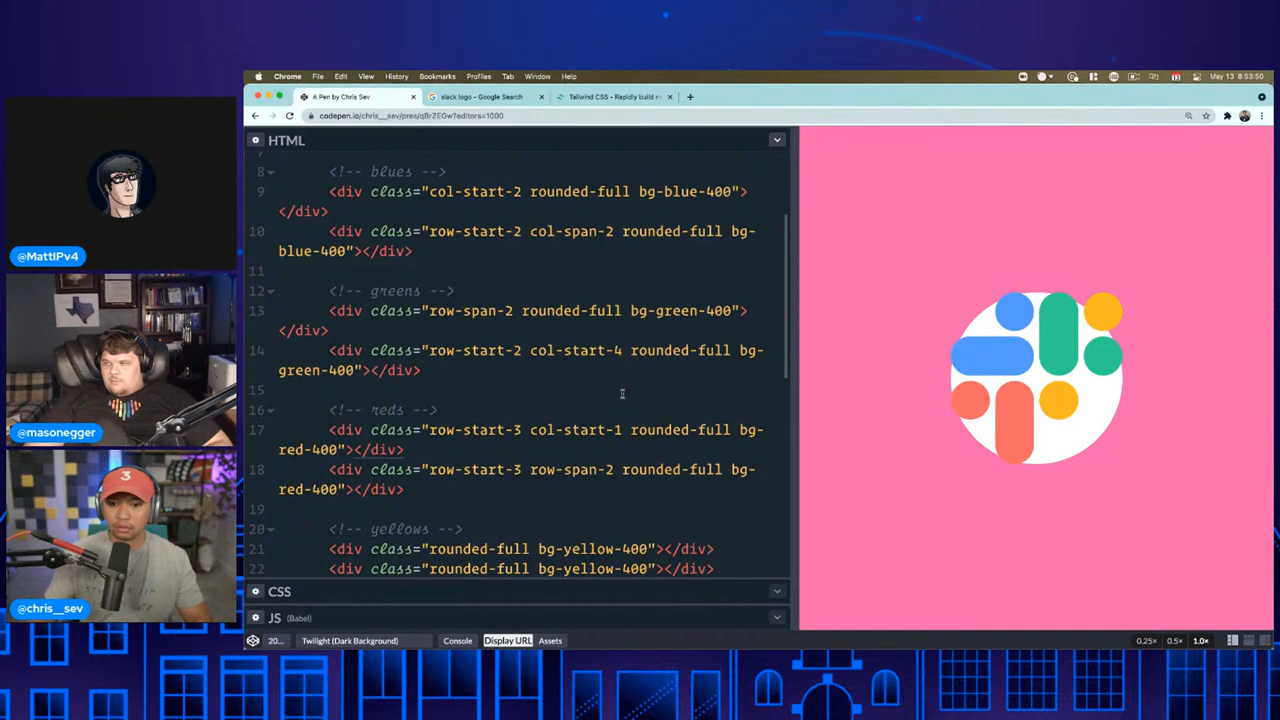 Chrome File Edit View History Bookmarks Profiles Tab Window Help May 13 8:53:50
A Pen by Chris Sev
slack logo - Google Search
Tailwind CSS - Rapidly build m
codepen.io/chris__sev/pres/qBrZEGw?editors=1000
HTML
7
8 <!-- blues -->
9 <div class="col-start-2 rounded-full bg-blue-400">
</div>
10 <div class="row-start-2 col-span-2 rounded-full bg-
blue-400"></div>
11
12 <!-- greens -->
13 <div class="row-span-2 rounded-full bg-green-400">
</div>
14 <div class="row-start-2 col-start-4 rounded-full bg-
green-400"></div>
15
16 <!-- reds -->
17 <div class="row-start-3 col-start-1 rounded-full bg-
red-400"></div>
18 <div class="row-start-3 row-span-2 rounded-full bg-
red-400"></div>
19
20 <!-- yellows -->
21 <div class="rounded-full bg-yellow-400"></div>
22 <div class="rounded-full bg-yellow-400"></div>
CSS
JS (Babel)
20... Twilight (Dark Background) Console Display URL Assets 0.25x 0.5x 1.0x
@MattIPv4
@masonegger
3
@chris__sev